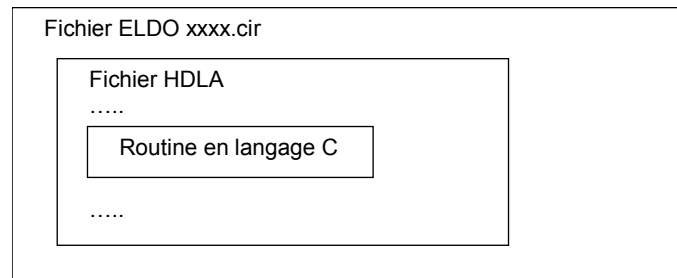 Fichier ELDO xxxx.cir
Fichier HDLA
…..
Routine en langage C
…..